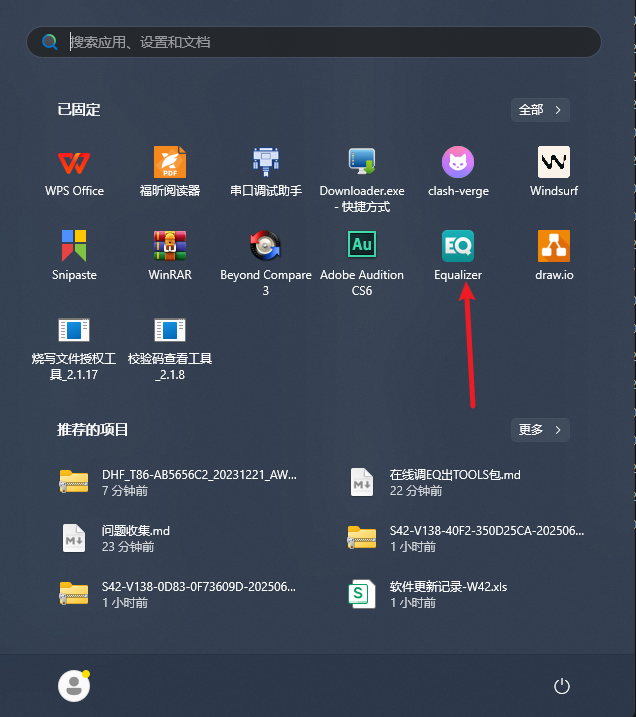 搜索应用、设置和文档
已固定
全部
WPS Office
PDF
福昕阅读器
串口调试助手
Downloader.exe
- 快捷方式
clash-verge
Windsurf
Snipaste
WinRAR
Beyond Compare
3
Au
Adobe Audition
CS6
EQ
Equalizer
draw.io
烧写文件授权工
具_2.1.17
校验码查看工具
_2.1.8
推荐的项目
更多
DHF_T86-AB5656C2_20231221_AW...
7 分钟前
M
在线调EQ出TOOLS包.md
22 分钟前
M
问题收集.md
23 分钟前
S42-V138-40F2-350D25CA-202506...
1 小时前
S42-V138-0D83-0F73609D-202506...
1 小时前
S
软件更新记录-W42.xls
1 小时前